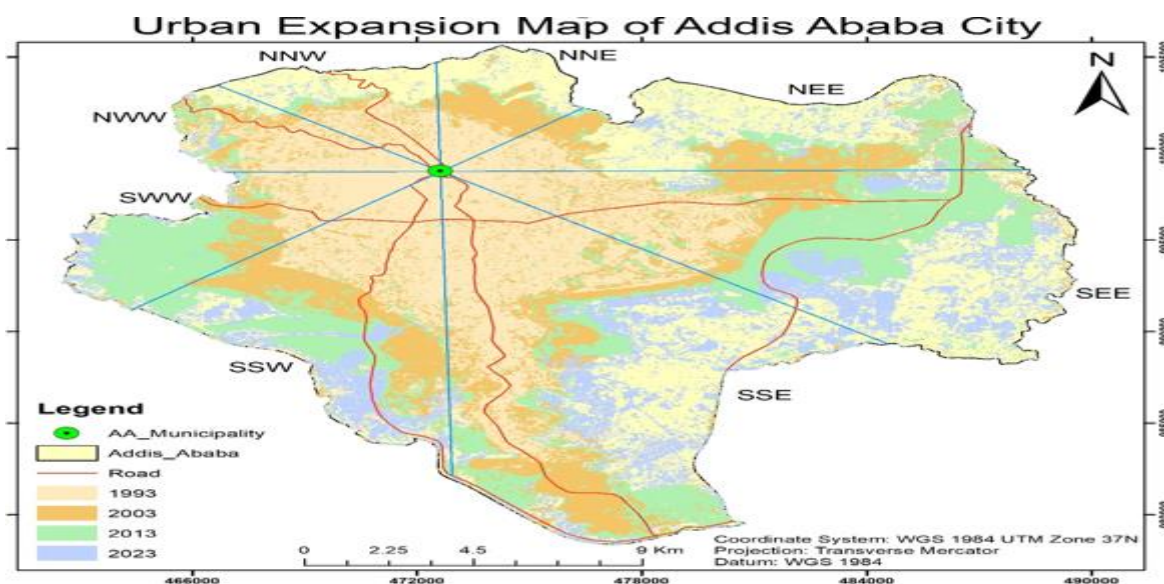 Urban Expansion Map of Addis Ababa City
NNW
NNE
N
NEE
NWW
SWW
SEE
SSW
SSE
Legend
AA_Municipality
Addis_Ababa
Road
1993
2003
2013
2023
0 2.25 4.5 9 Km
Coordinate System: WGS 1984 UTM Zone 37N
Projection: Transverse Mercator
Datum: WGS 1984
466000 472000 478000 484000 490000